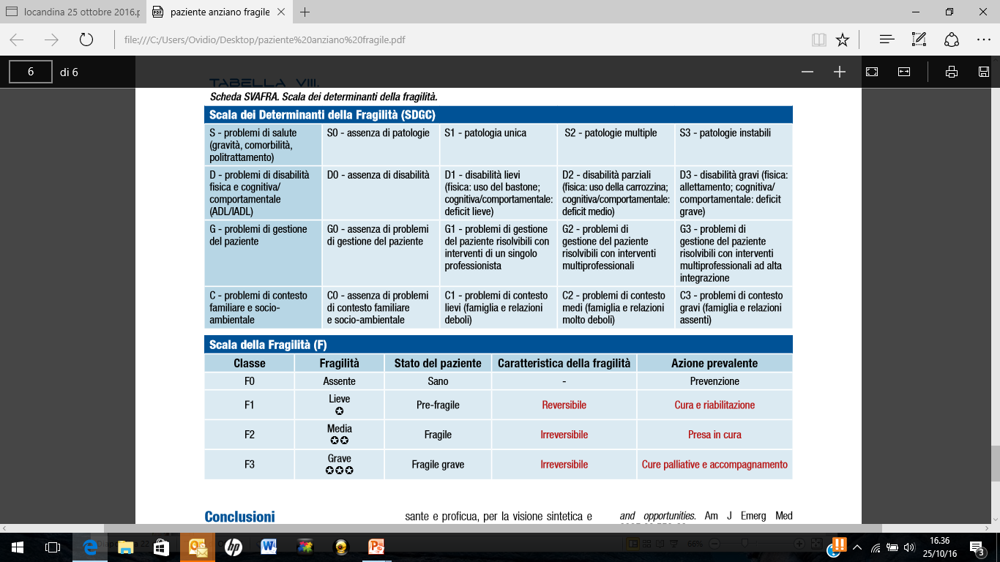 locandina 25 ottobre 2016.p
paziente anziano fragile
file:///C:/Users/Ovidio/Desktop/paziente%20anziano%20fragile.pdf
6 di 6
TABELLA VIII.
Scheda SVAFRA. Scala dei determinanti della fragilità.
Scala dei Determinanti della Fragilità (SDGC)
S - problemi di salute
(gravità, comorbilità,
politrattamento)
S0 - assenza di patologie
S1 - patologia unica
S2 - patologie multiple
S3 - patologie instabili
D - problemi di disabilità
fisica e cognitiva/
comportamentale
(ADL/IADL)
D0 - assenza di disabilità
D1 - disabilità lievi
(fisica: uso del bastone;
cognitiva/comportamentale:
deficit lieve)
D2 - disabilità parziali
(fisica: uso della carrozzina;
cognitiva/comportamentale:
deficit medio)
D3 - disabilità gravi (fisica:
allettamento; cognitiva/
comportamentale: deficit
grave)
G - problemi di gestione
del paziente
G0 - assenza di problemi
di gestione del paziente
G1 - problemi di gestione
del paziente risolvibili con
interventi di un singolo
professionista
G2 - problemi di
gestione del paziente
risolvibili con interventi
multiprofessionali
G3 - problemi di
gestione del paziente
risolvibili con interventi
multiprofessionali ad alta
integrazione
C - problemi di contesto
familiare e socio-
ambientale
C0 - assenza di problemi
di contesto familiare
e socio-ambientale
C1 - problemi di contesto
lievi (famiglia e relazioni
deboli)
C2 - problemi di contesto
medi (famiglia e relazioni
molto deboli)
C3 - problemi di contesto
gravi (famiglia e relazioni
assenti)
Scala della Fragilità (F)
Classe Fragilità Stato del paziente Caratteristica della fragilità Azione prevalente
F0 Assente Sano - Prevenzione
F1 Lieve Pre-fragile Reversibile Cura e riabilitazione
F2 Media Fragile Irreversibile Presa in cura
F3 Grave Fragile grave Irreversibile Cure palliative e accompagnamento
Conclusioni
sante e proficua, per la visione sintetica e
and opportunities. Am J Emerg Med
66%
16.36
25/10/16
3